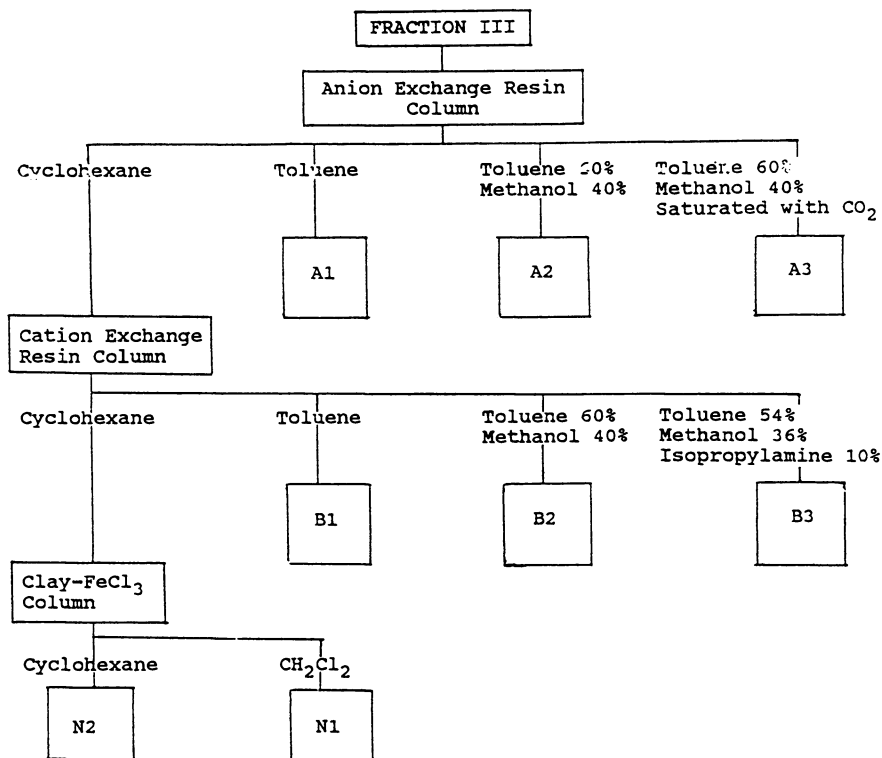 FRACTION III
Anion Exchange Resin
Column
Cyclohexane
Toluene
Toluene 60%
Methanol 40%
Toluene 60%
Methanol 40%
Saturated with CO₂
A1
A2
A3
Cation Exchange
Resin Column
Cyclohexane
Toluene
Toluene 60%
Methanol 40%
Toluene 54%
Methanol 36%
Isopropylamine 10%
B1
B2
B3
Clay-FeCl₃
Column
Cyclohexane
CH₂Cl₂
N2
N1